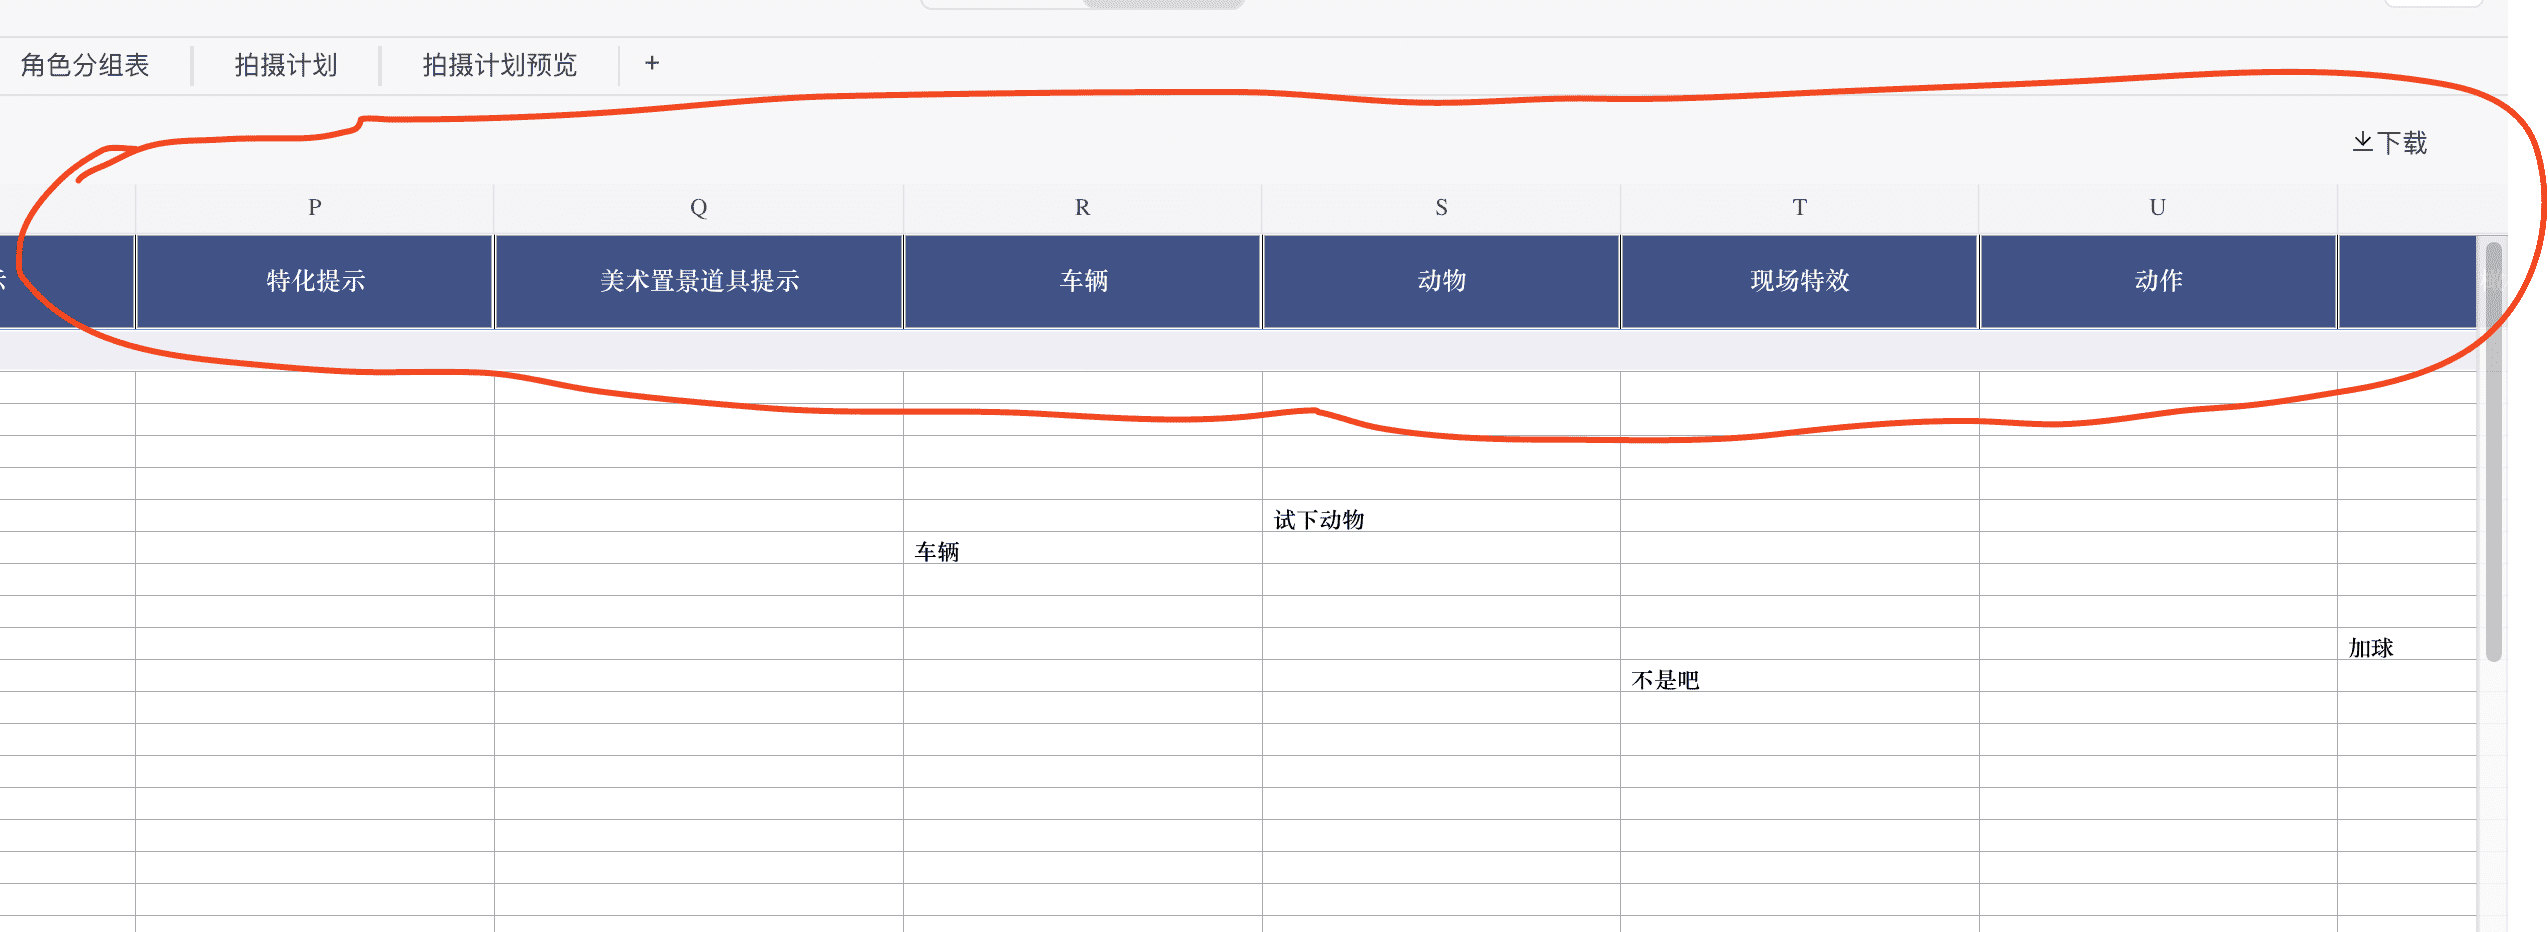 角色分组表 拍摄计划 拍摄计划预览 +
下载
P Q R S T U
特化提示 美术置景道具提示 车辆 动物 现场特效 动作
试下动物
车辆
加球
不是吧